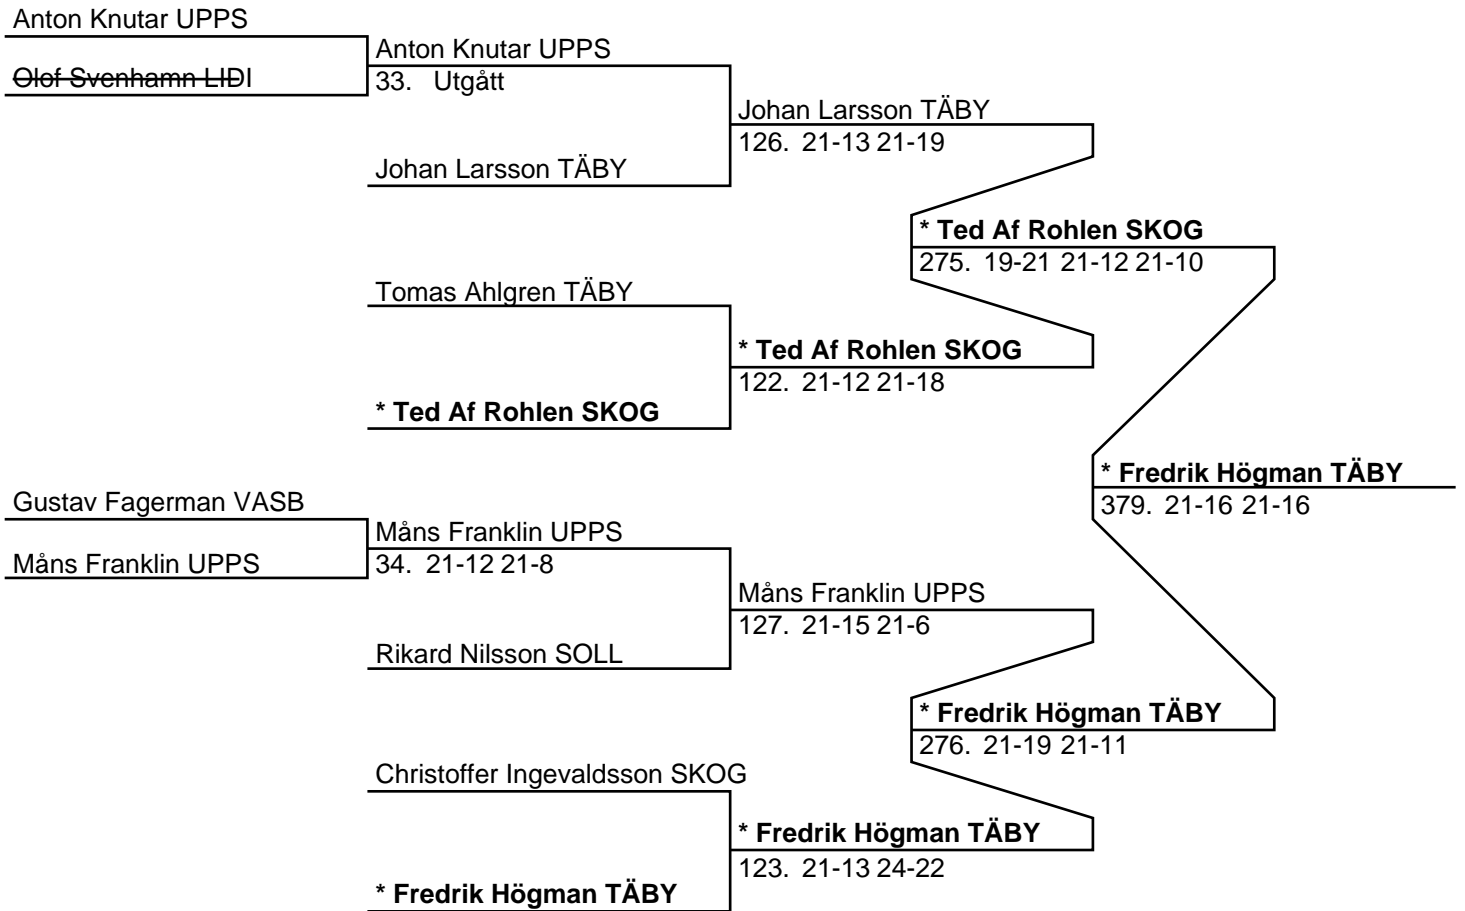 Anton Knutar UPPS
Anton Knutar UPPS
Olof Svenhamn LIDI
33. Utgått
Johan Larsson TÄBY
126. 21-13 21-19
Johan Larsson TÄBY
* Ted Af Rohlen SKOG
275. 19-21 21-12 21-10
Tomas Ahlgren TÄBY
* Ted Af Rohlen SKOG
122. 21-12 21-18
* Ted Af Rohlen SKOG
* Fredrik Högman TÄBY
379. 21-16 21-16
Gustav Fagerman VASB
Måns Franklin UPPS
Måns Franklin UPPS
34. 21-12 21-8
Måns Franklin UPPS
127. 21-15 21-6
Rikard Nilsson SOLL
* Fredrik Högman TÄBY
276. 21-19 21-11
Christoffer Ingevaldsson SKOG
* Fredrik Högman TÄBY
123. 21-13 24-22
* Fredrik Högman TÄBY